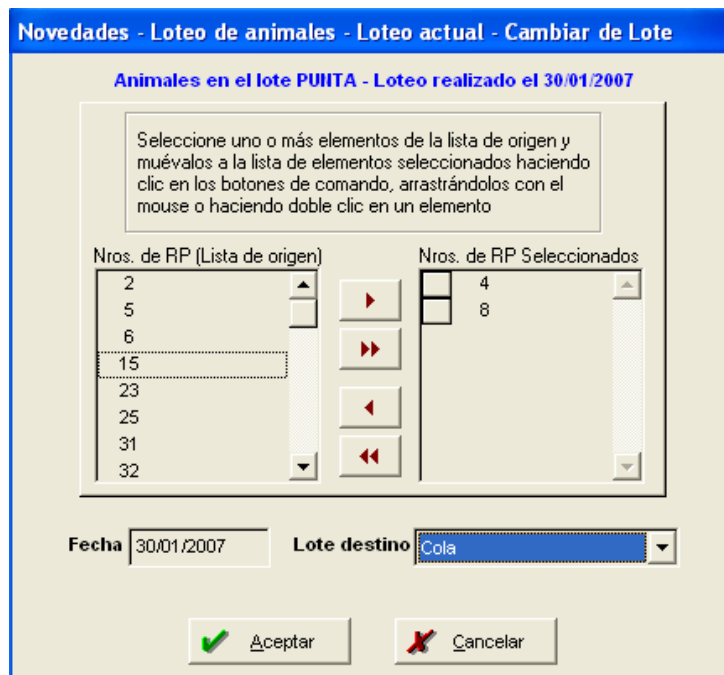 Novedades - Loteo de animales - Loteo actual - Cambiar de Lote
Animales en el lote PUNTA - Loteo realizado el 30/01/2007
Seleccione uno o más elementos de la lista de origen y
muévalos a la lista de elementos seleccionados haciendo
clic en los botones de comando, arrastrándolos con el
mouse o haciendo doble clic en un elemento
Nros. de RP (Lista de origen)
2
5
6
15
23
25
31
32
Nros. de RP Seleccionados
4
8
Fecha 30/01/2007
Lote destino Cola
Aceptar
Cancelar